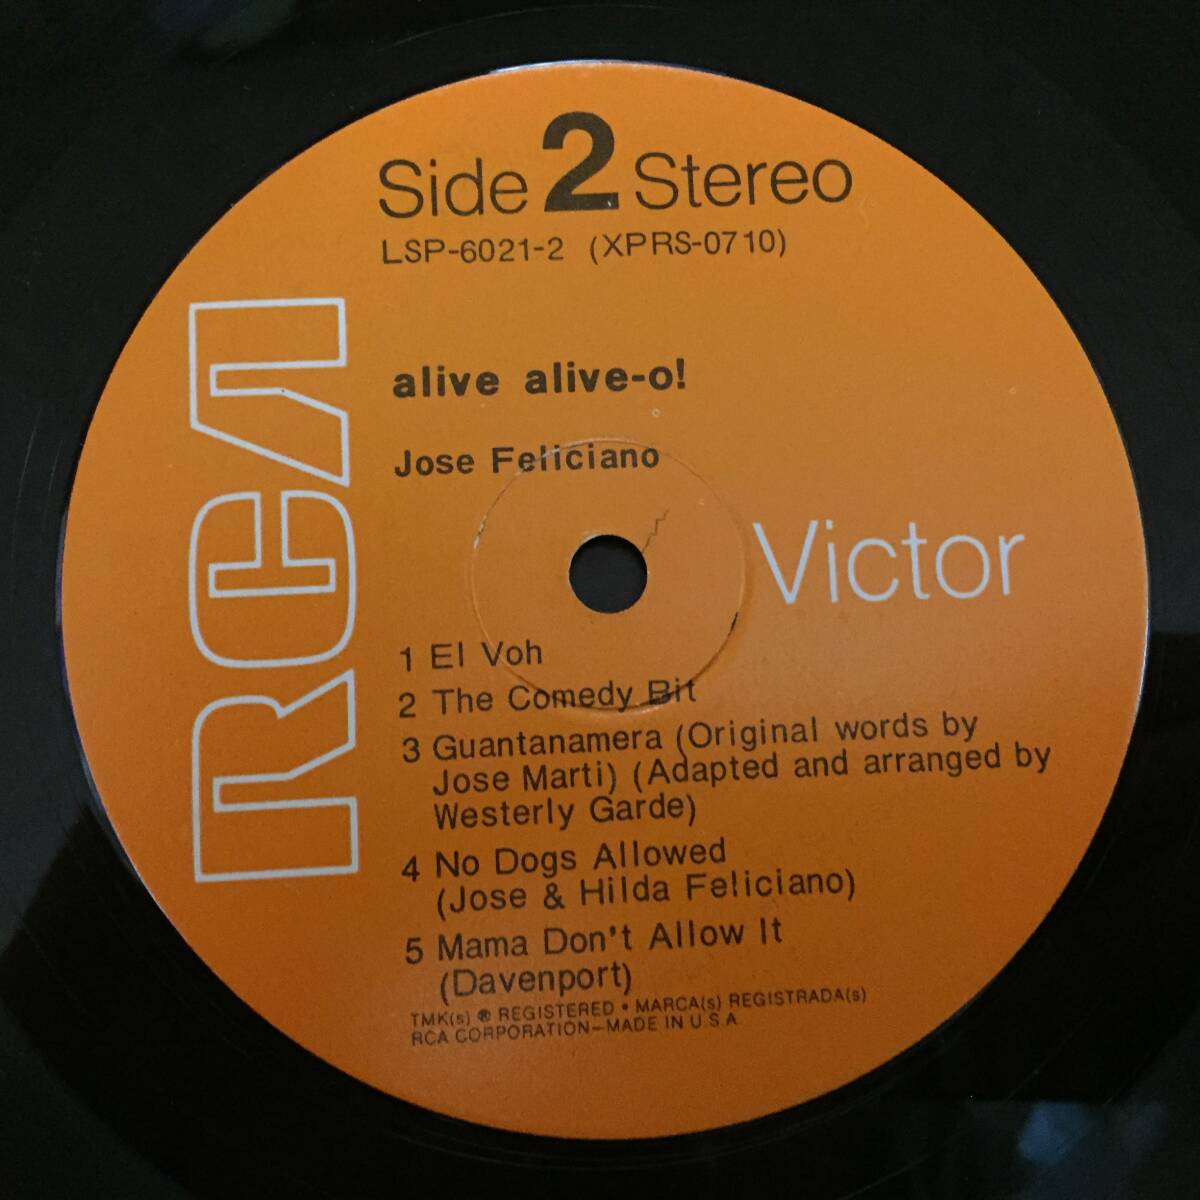 Side 2 Stereo
LSP-6021-2 (XPRS-0710)
RCA
alive alive-o!
Jose Feliciano
Victor
1 El Voh
2 The Comedy Bit
3 Guantanamera (Original words by
Jose Marti) (Adapted and arranged by
Westerly Garde)
4 No Dogs Allowed
(Jose & Hilda Feliciano)
5 Mama Don't Allow It
(Davenport)
TMK(s) ® REGISTERED • MARCA(s) REGISTRADA(s)
RCA CORPORATION—MADE IN U.S.A.